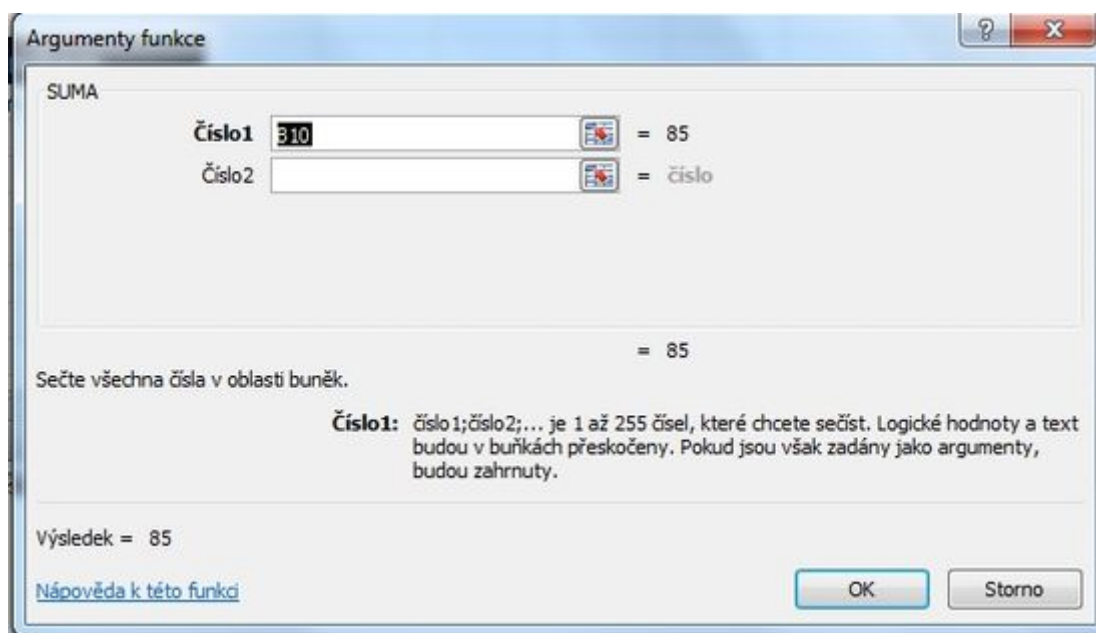 Argumenty funkce
SUMA
Číslo1 B10 = 85
Číslo2 = číslo
= 85
Sečte všechna čísla v oblasti buněk.
Číslo1: číslo1;číslo2;... je 1 až 255 čísel, které chcete sečíst. Logické hodnoty a text
budou v buňkách přeskočeny. Pokud jsou však zadány jako argumenty,
budou zahrnuty.
Výsledek = 85
Nápověda k této funkci
OK Storno